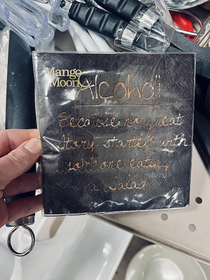 Mango
Moon
Alcohol
Because no great
story started with
someone eating
a salad